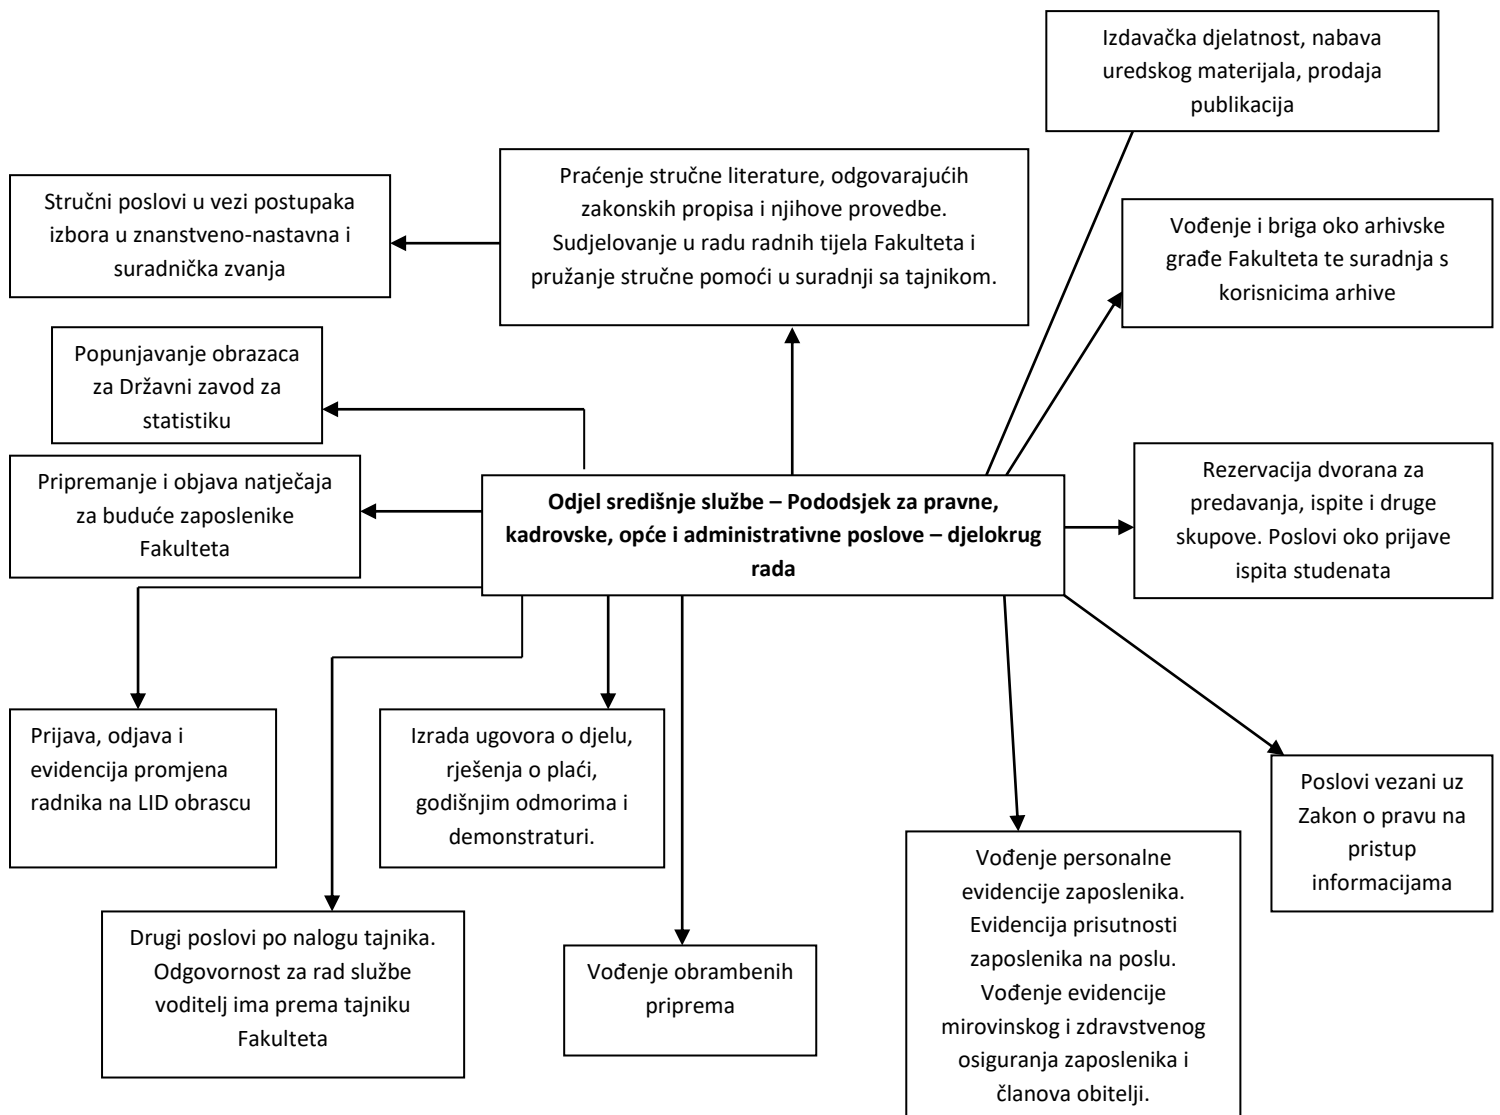 Izdavačka djelatnost, nabava
uredskog materijala, prodaja
publikacija
Praćenje stručne literature, odgovarajućih
zakonskih propisa i njihove provedbe.
Sudjelovanje u radu radnih tijela Fakulteta i
pružanje stručne pomoći u suradnji sa tajnikom.
Stručni poslovi u vezi postupaka
izbora u znanstveno-nastavna i
suradnička zvanja
Vođenje i briga oko arhivske
građe Fakulteta te suradnja s
korisnicima arhive
Popunjavanje obrazaca
za Državni zavod za
statistiku
Pripremanje i objava natječaja
za buduće zaposlenike
Fakulteta
Odjel središnje službe – Pododsjek za pravne,
kadrovske, opće i administrativne poslove – djelokrug
rada
Rezervacija dvorana za
predavanja, ispite i druge
skupove. Poslovi oko prijave
ispita studenata
Prijava, odjava i
evidencija promjena
radnika na LID obrascu
Izrada ugovora o djelu,
rješenja o plaći,
godišnjim odmorima i
demonstraturi.
Poslovi vezani uz
Zakon o pravu na
pristup
informacijama
Vođenje personalne
evidencije zaposlenika.
Evidencija prisutnosti
zaposlenika na poslu.
Vođenje evidencije
mirovinskog i zdravstvenog
osiguranja zaposlenika i
članova obitelji.
Drugi poslovi po nalogu tajnika.
Odgovornost za rad službe
voditelj ima prema tajniku
Fakulteta
Vođenje obrambenih
priprema